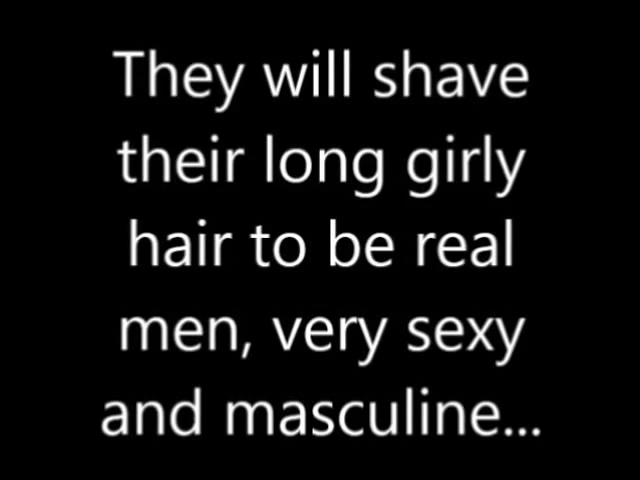 They will shave
their long girly
hair to be real
men, very sexy
and masculine...